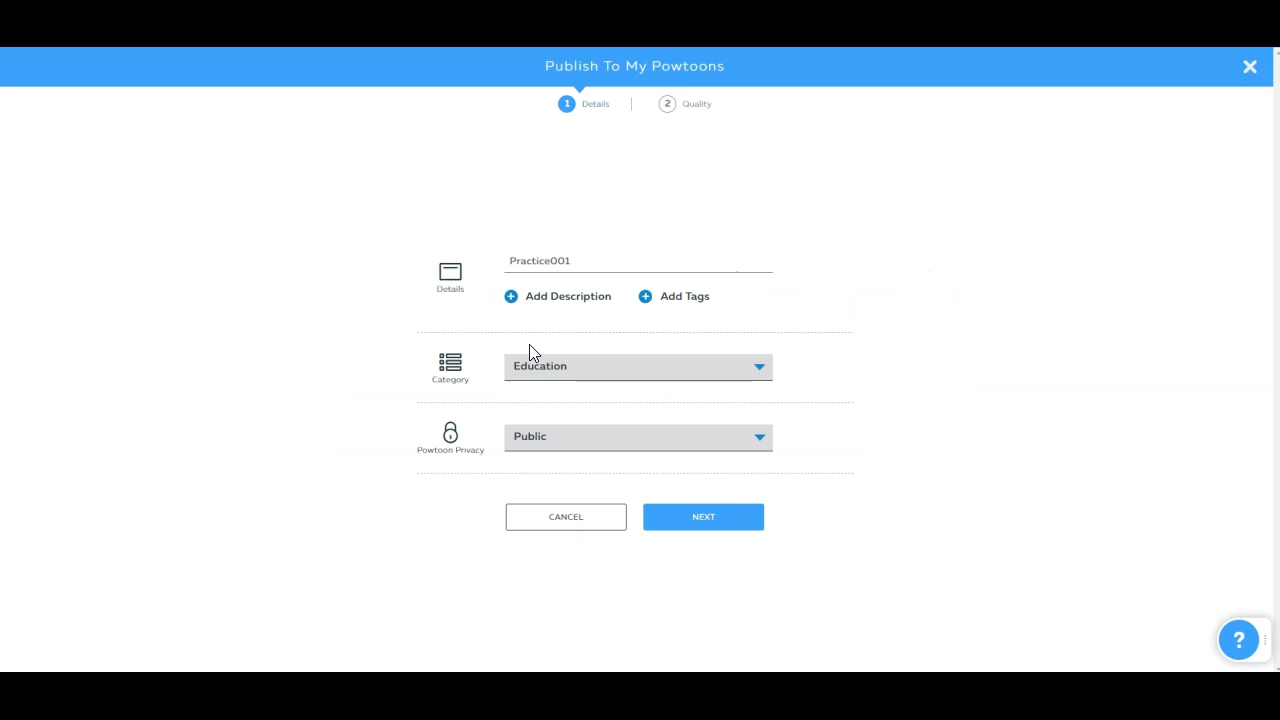 Publish To My Powtoons
1 Details | 2 Quality
Practice001
Details
Add Description Add Tags
Education
Category
Public
Powtoon Privacy
CANCEL NEXT
?